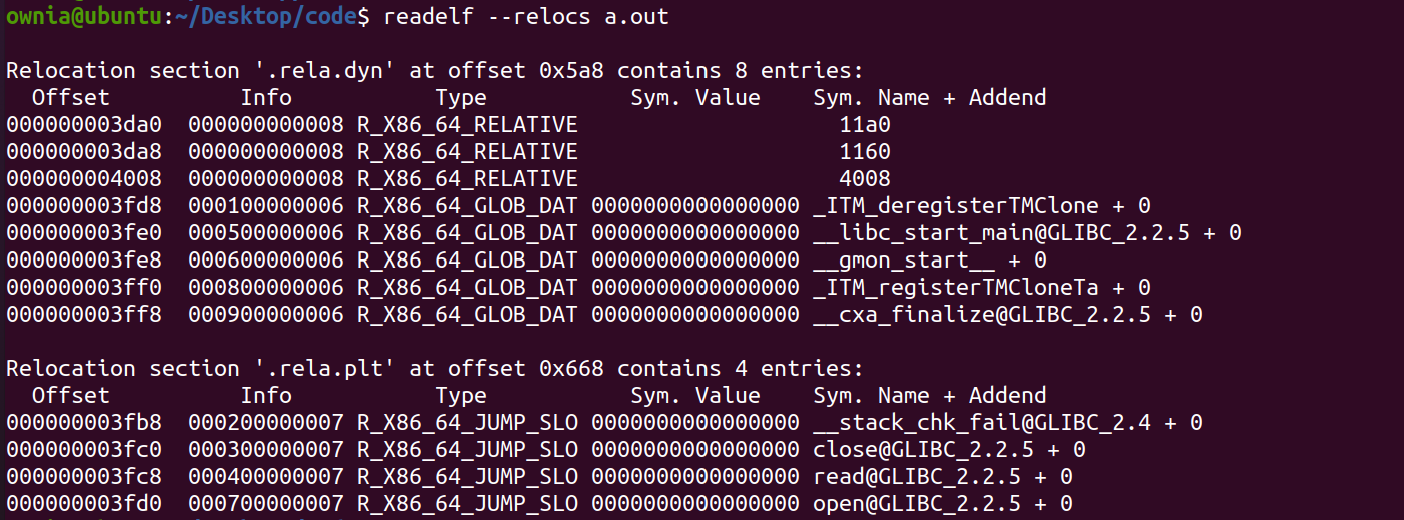 ownia@ubuntu:~/Desktop/code$ readelf --relocs a.out
Relocation section '.rela.dyn' at offset 0x5a8 contains 8 entries:
  Offset          Info           Type           Sym. Value    Sym. Name + Addend
000000003da0  000000000008 R_X86_64_RELATIVE                    11a0
000000003da8  000000000008 R_X86_64_RELATIVE                    1160
000000004008  000000000008 R_X86_64_RELATIVE                    4008
000000003fd8  000100000006 R_X86_64_GLOB_DAT 0000000000000000 _ITM_deregisterTMClone + 0
000000003fe0  000500000006 R_X86_64_GLOB_DAT 0000000000000000 __libc_start_main@GLIBC_2.2.5 + 0
000000003fe8  000600000006 R_X86_64_GLOB_DAT 0000000000000000 __gmon_start__ + 0
000000003ff0  000800000006 R_X86_64_GLOB_DAT 0000000000000000 _ITM_registerTMCloneTa + 0
000000003ff8  000900000006 R_X86_64_GLOB_DAT 0000000000000000 __cxa_finalize@GLIBC_2.2.5 + 0
Relocation section '.rela.plt' at offset 0x668 contains 4 entries:
  Offset          Info           Type           Sym. Value    Sym. Name + Addend
000000003fb8  000200000007 R_X86_64_JUMP_SLO 0000000000000000 __stack_chk_fail@GLIBC_2.4 + 0
000000003fc0  000300000007 R_X86_64_JUMP_SLO 0000000000000000 close@GLIBC_2.2.5 + 0
000000003fc8  000400000007 R_X86_64_JUMP_SLO 0000000000000000 read@GLIBC_2.2.5 + 0
000000003fd0  000700000007 R_X86_64_JUMP_SLO 0000000000000000 open@GLIBC_2.2.5 + 0